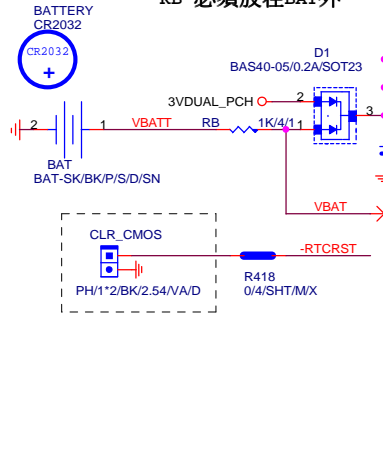 RB 必須放在BAT外
BATTERY
CR2032
CR2032
+
D1
BAS40-05/0.2A/SOT23
3VDUAL_PCH
2
3
2
1
VBATT
RB
1K/4/1
1
BAT
BAT-SK/BK/P/S/D/SN
VBAT
CLR_CMOS
-RTCRST
R418
0/4/SHT/M/X
PH/1*2/BK/2.54/VA/D